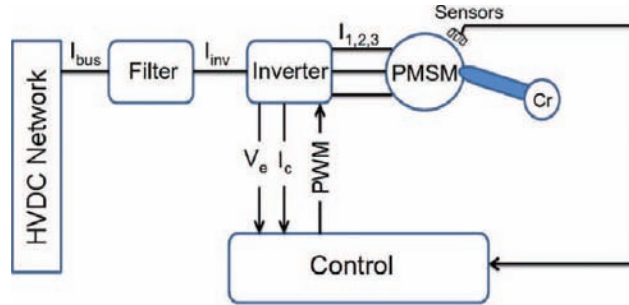 Sensors
I1,2,3
Ibus
Iinv
Filter
Inverter
PMSM
Cr
HVDC Network
Ve
Ic
PWM
Control